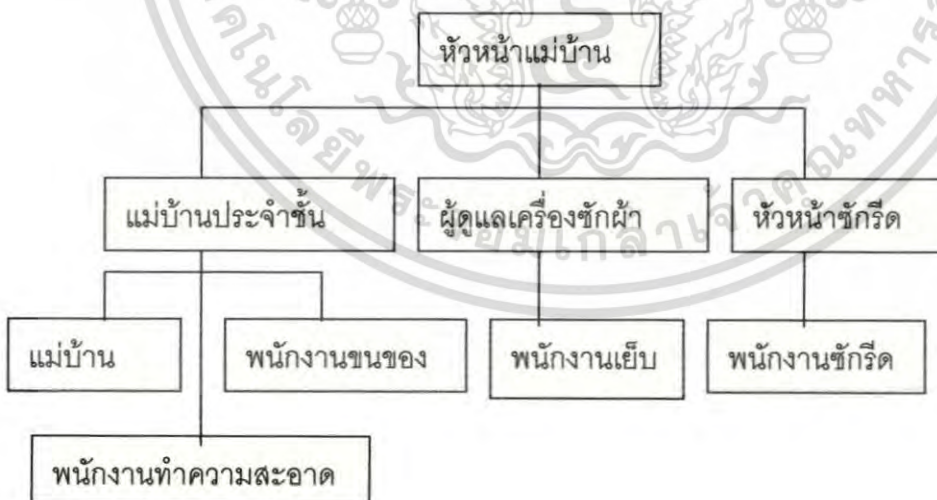 หัวหน้าแม่บ้าน
แม่บ้านประจำชั้น
ผู้ดูแลเครื่องซักผ้า
หัวหน้าซักรีด
แม่บ้าน
พนักงานขนของ
พนักงานเย็บ
พนักงานซักรีด
พนักงานทำความสะอาด